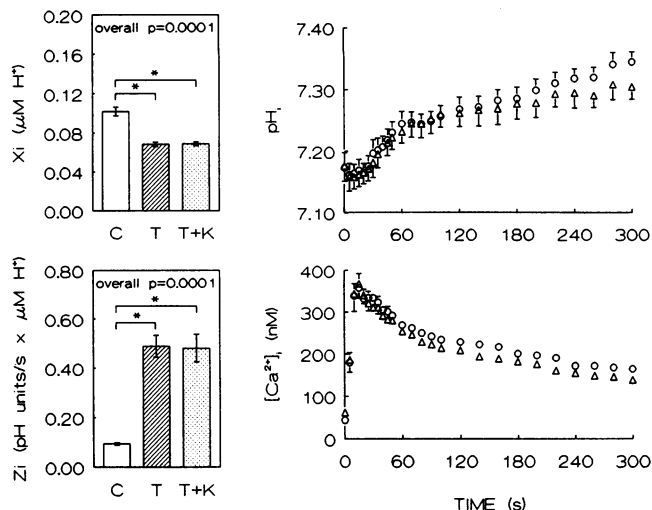 Xi (μM H⁺)
0.20
0.16
0.12
0.08
0.04
0.00
overall p=0.0001
*
*
C T T+K
pHi
7.40
7.30
7.20
7.10
0 60 120 180 240 300
Zi (pH units/s × μM H⁺)
0.80
0.60
0.40
0.20
0.00
overall p=0.0001
*
*
C T T+K
[Ca²⁺]i (nM)
400
300
200
100
0
0 60 120 180 240 300
TIME (s)